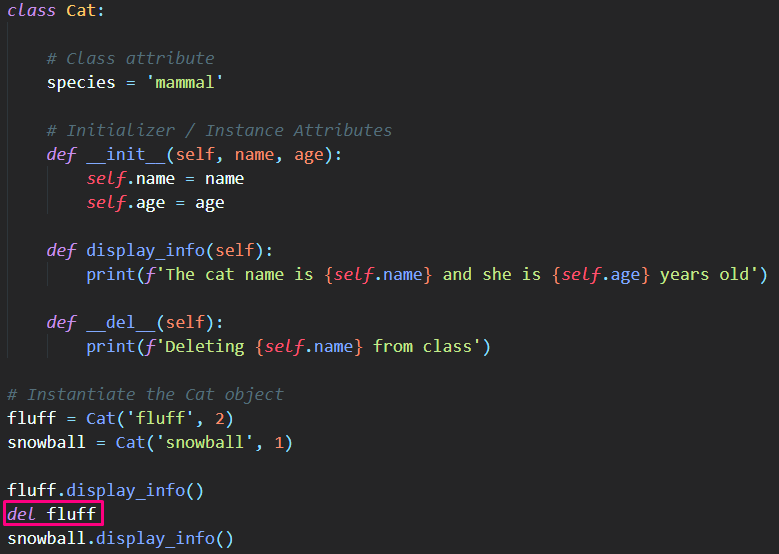 class Cat:
    # Class attribute
    species = 'mammal'
    # Initializer / Instance Attributes
    def __init__(self, name, age):
        self.name = name
        self.age = age
    def display_info(self):
        print(f'The cat name is {self.name} and she is {self.age} years old')
    def __del__(self):
        print(f'Deleting {self.name} from class')
# Instantiate the Cat object
fluff = Cat('fluff', 2)
snowball = Cat('snowball', 1)
fluff.display_info()
del fluff
snowball.display_info()